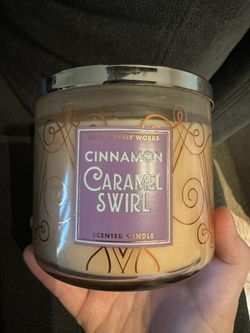 BATH & BODY WORKS
CINNAMON
CARAMEL
SWIRL
SCENTED CANDLE